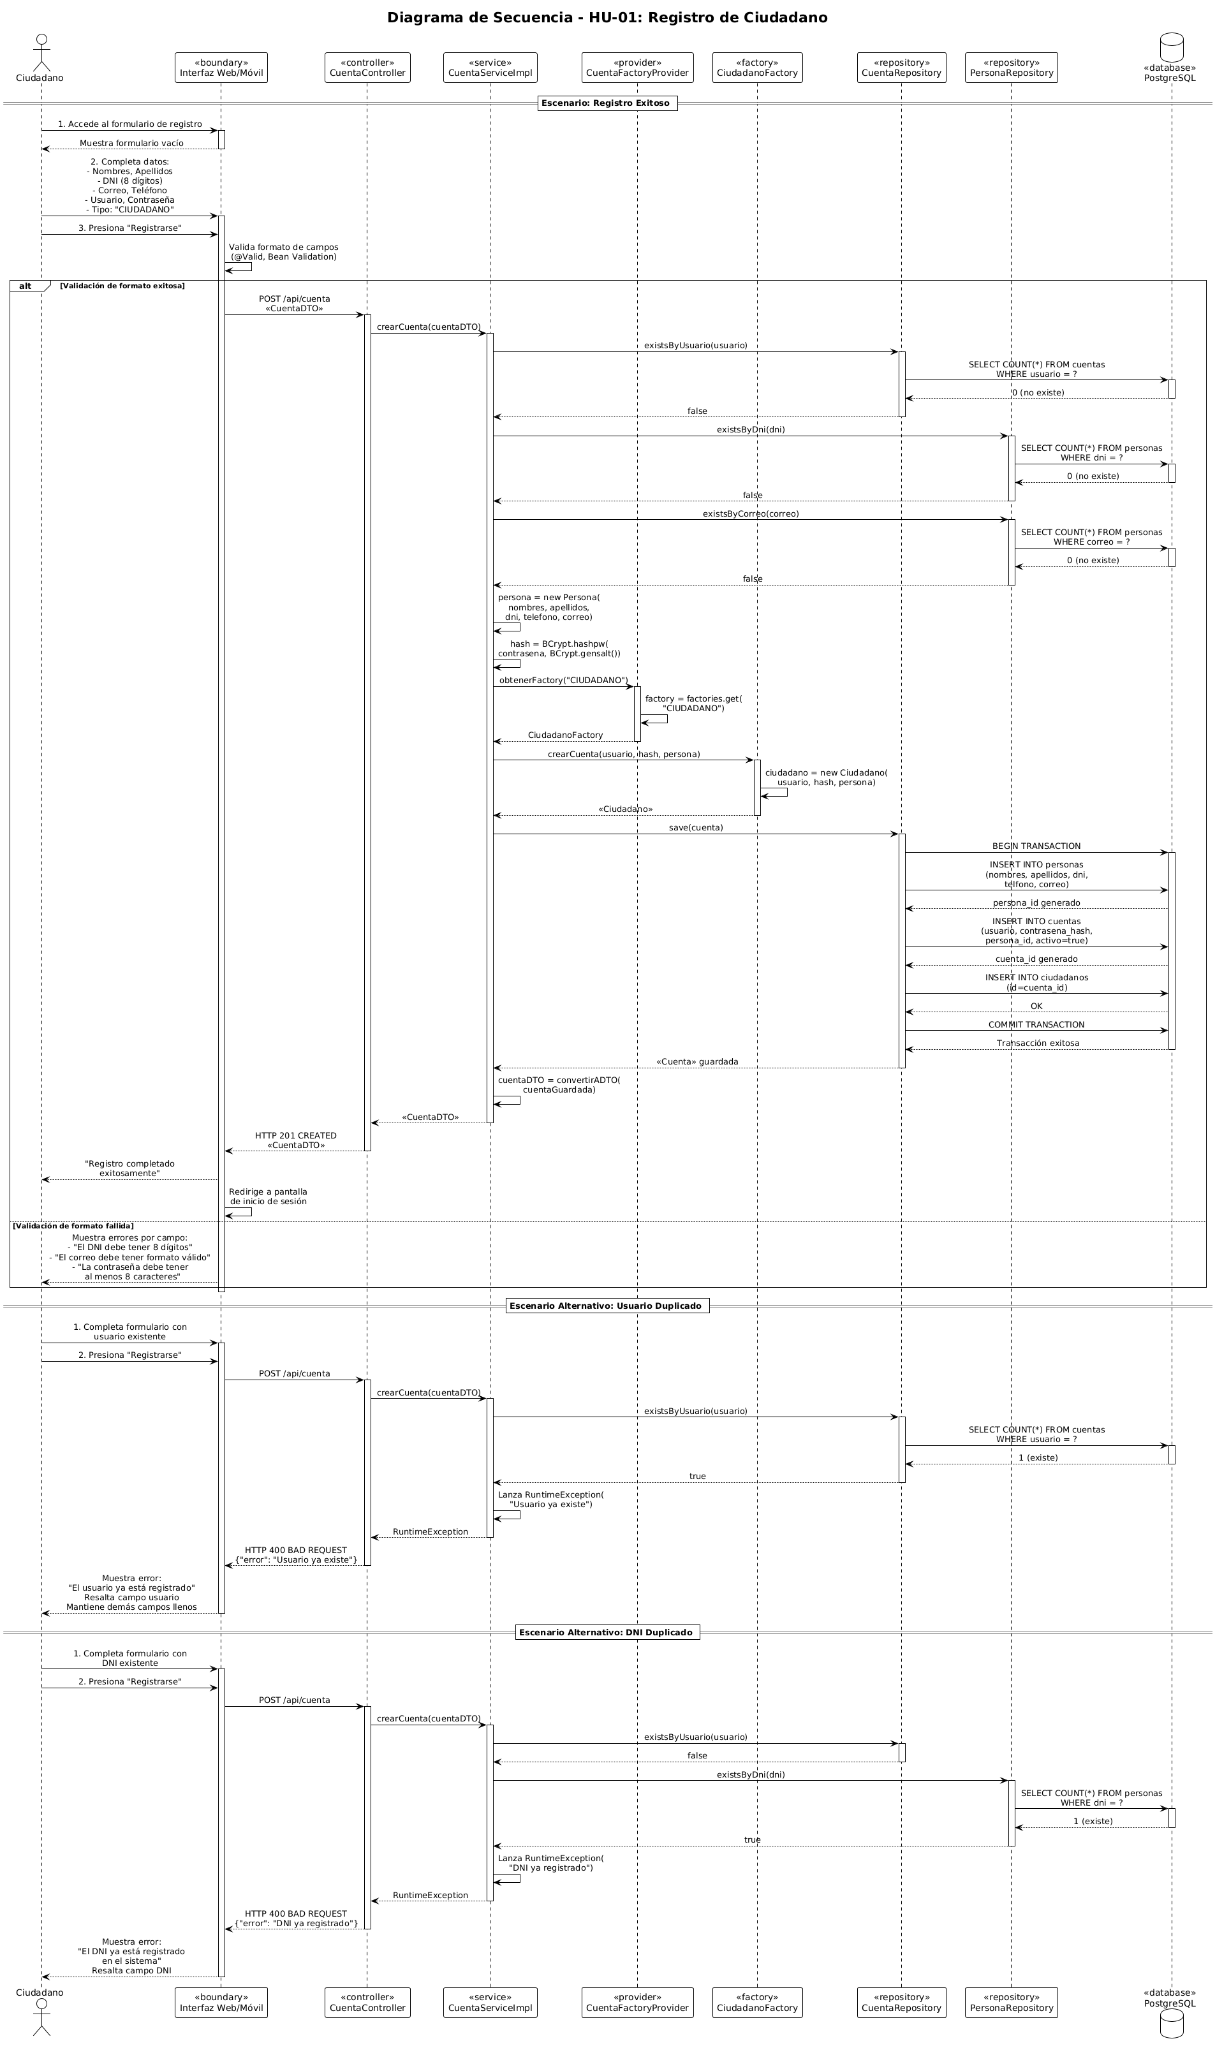 Diagrama de Secuencia - HU-01: Registro de Ciudadano
Ciudadano
«boundary»
Interfaz Web/Móvil
«controller»
CuentaController
«service»
CuentaServiceImpl
«provider»
CuentaFactoryProvider
«factory»
CiudadanoFactory
«repository»
CuentaRepository
«repository»
PersonaRepository
«database»
PostgreSQL
Escenario: Registro Exitoso
1. Accede al formulario de registro
Muestra formulario vacío
2. Completa datos:
- Nombres, Apellidos
- DNI (8 dígitos)
- Correo, Teléfono
- Usuario, Contraseña
- Tipo: "CIUDADANO"
3. Presiona "Registrarse"
Valida formato de campos
(@Valid, Bean Validation)
alt
[Validación de formato exitosa]
POST /api/cuenta
«CuentaDTO»
crearCuenta(cuentaDTO)
existsByUsuario(usuario)
SELECT COUNT(*) FROM cuentas
WHERE usuario = ?
0 (no existe)
false
existsByDni(dni)
SELECT COUNT(*) FROM personas
WHERE dni = ?
0 (no existe)
false
existsByCorreo(correo)
SELECT COUNT(*) FROM personas
WHERE correo = ?
0 (no existe)
false
persona = new Persona(
nombres, apellidos,
dni, telefono, correo)
hash = BCrypt.hashpw(
contrasena, BCrypt.gensalt())
obtenerFactory("CIUDADANO")
factory = factories.get(
"CIUDADANO")
CiudadanoFactory
crearCuenta(usuario, hash, persona)
ciudadano = new Ciudadano(
usuario, hash, persona)
«Ciudadano»
save(cuenta)
BEGIN TRANSACTION
INSERT INTO personas
(nombres, apellidos, dni,
telfono, correo)
persona_id generado
INSERT INTO cuentas
(usuario, contrasena_hash,
persona_id, activo=true)
cuenta_id generado
INSERT INTO ciudadanos
(id=cuenta_id)
OK
COMMIT TRANSACTION
Transacción exitosa
«Cuenta» guardada
cuentaDTO = convertirADTO(
cuentaGuardada)
«CuentaDTO»
HTTP 201 CREATED
«CuentaDTO»
"Registro completado
exitosamente"
Redirige a pantalla
de inicio de sesión
[Validación de formato fallida]
Muestra errores por campo:
- "El DNI debe tener 8 dígitos"
- "El correo debe tener formato válido"
- "La contraseña debe tener
al menos 8 caracteres"
Escenario Alternativo: Usuario Duplicado
1. Completa formulario con
usuario existente
2. Presiona "Registrarse"
POST /api/cuenta
crearCuenta(cuentaDTO)
existsByUsuario(usuario)
SELECT COUNT(*) FROM cuentas
WHERE usuario = ?
1 (existe)
true
Lanza RuntimeException(
"Usuario ya existe")
RuntimeException
HTTP 400 BAD REQUEST
{"error": "Usuario ya existe"}
Muestra error:
"El usuario ya está registrado"
Resalta campo usuario
Mantiene demás campos llenos
Escenario Alternativo: DNI Duplicado
1. Completa formulario con
DNI existente
2. Presiona "Registrarse"
POST /api/cuenta
crearCuenta(cuentaDTO)
existsByUsuario(usuario)
false
existsByDni(dni)
SELECT COUNT(*) FROM personas
WHERE dni = ?
1 (existe)
true
Lanza RuntimeException(
"DNI ya registrado")
RuntimeException
HTTP 400 BAD REQUEST
{"error": "DNI ya registrado"}
Muestra error:
"El DNI ya está registrado
en el sistema"
Resalta campo DNI
Ciudadano
«boundary»
Interfaz Web/Móvil
«controller»
CuentaController
«service»
CuentaServiceImpl
«provider»
CuentaFactoryProvider
«factory»
CiudadanoFactory
«repository»
CuentaRepository
«repository»
PersonaRepository
«database»
PostgreSQL